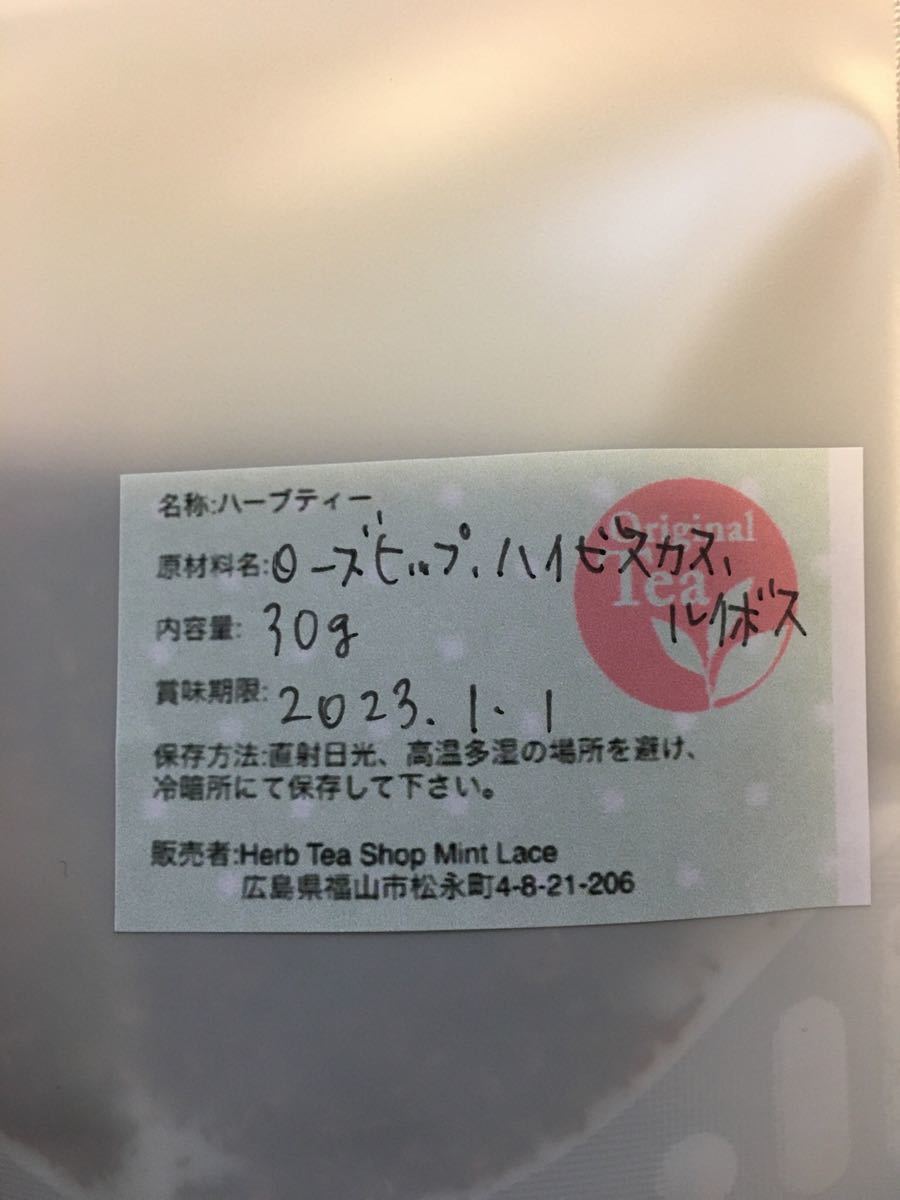 名称:ハーブティー
原材料名:ローズヒップ、ハイビスカス、
ルイボス
内容量: 30g
賞味期限: 2023.1.1
保存方法:直射日光、高温多湿の場所を避け、
冷暗所にて保存して下さい。
販売者:Herb Tea Shop Mint Lace
広島県福山市松永町4-8-21-206
Original
Tea